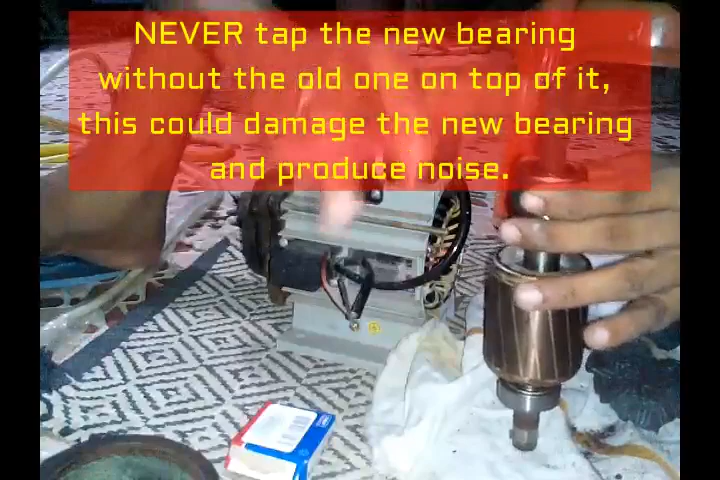 NEVER tap the new bearing
without the old one on top of it,
this could damage the new bearing
and produce noise.